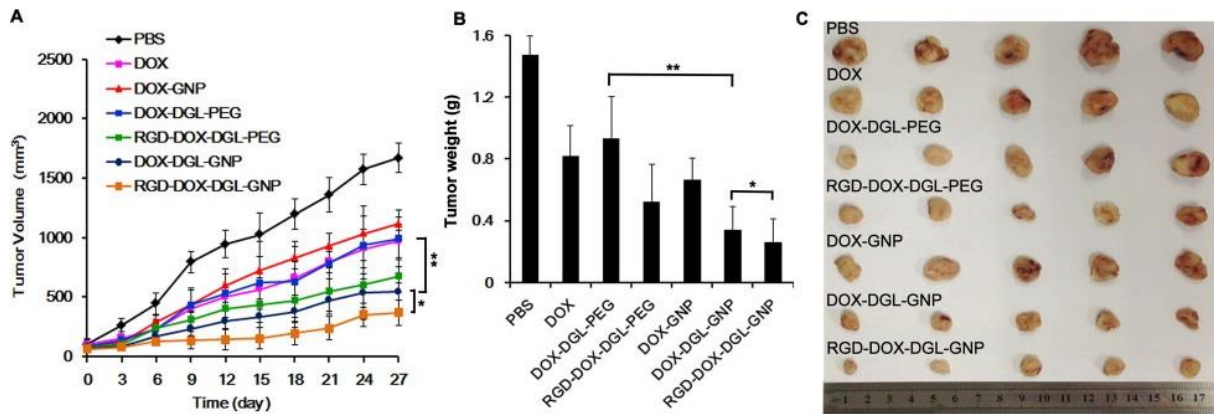 A
PBS
DOX
DOX-GNP
DOX-DGL-PEG
RGD-DOX-DGL-PEG
DOX-DGL-GNP
RGD-DOX-DGL-GNP
Tumor Volume (mm³)
2500
2000
1500
1000
500
0
**
*
0 3 6 9 12 15 18 21 24 27
Time (day)
B
Tumor weight (g)
1.6
1.2
0.8
0.4
0
**
*
PBS
DOX
DOX-DGL-PEG
RGD-DOX-DGL-PEG
DOX-GNP
DOX-DGL-GNP
RGD-DOX-DGL-GNP
C
PBS
DOX
DOX-DGL-PEG
RGD-DOX-DGL-PEG
DOX-GNP
DOX-DGL-GNP
RGD-DOX-DGL-GNP
1 2 3 4 5 6 7 8 9 10 11 12 13 14 15 16 17